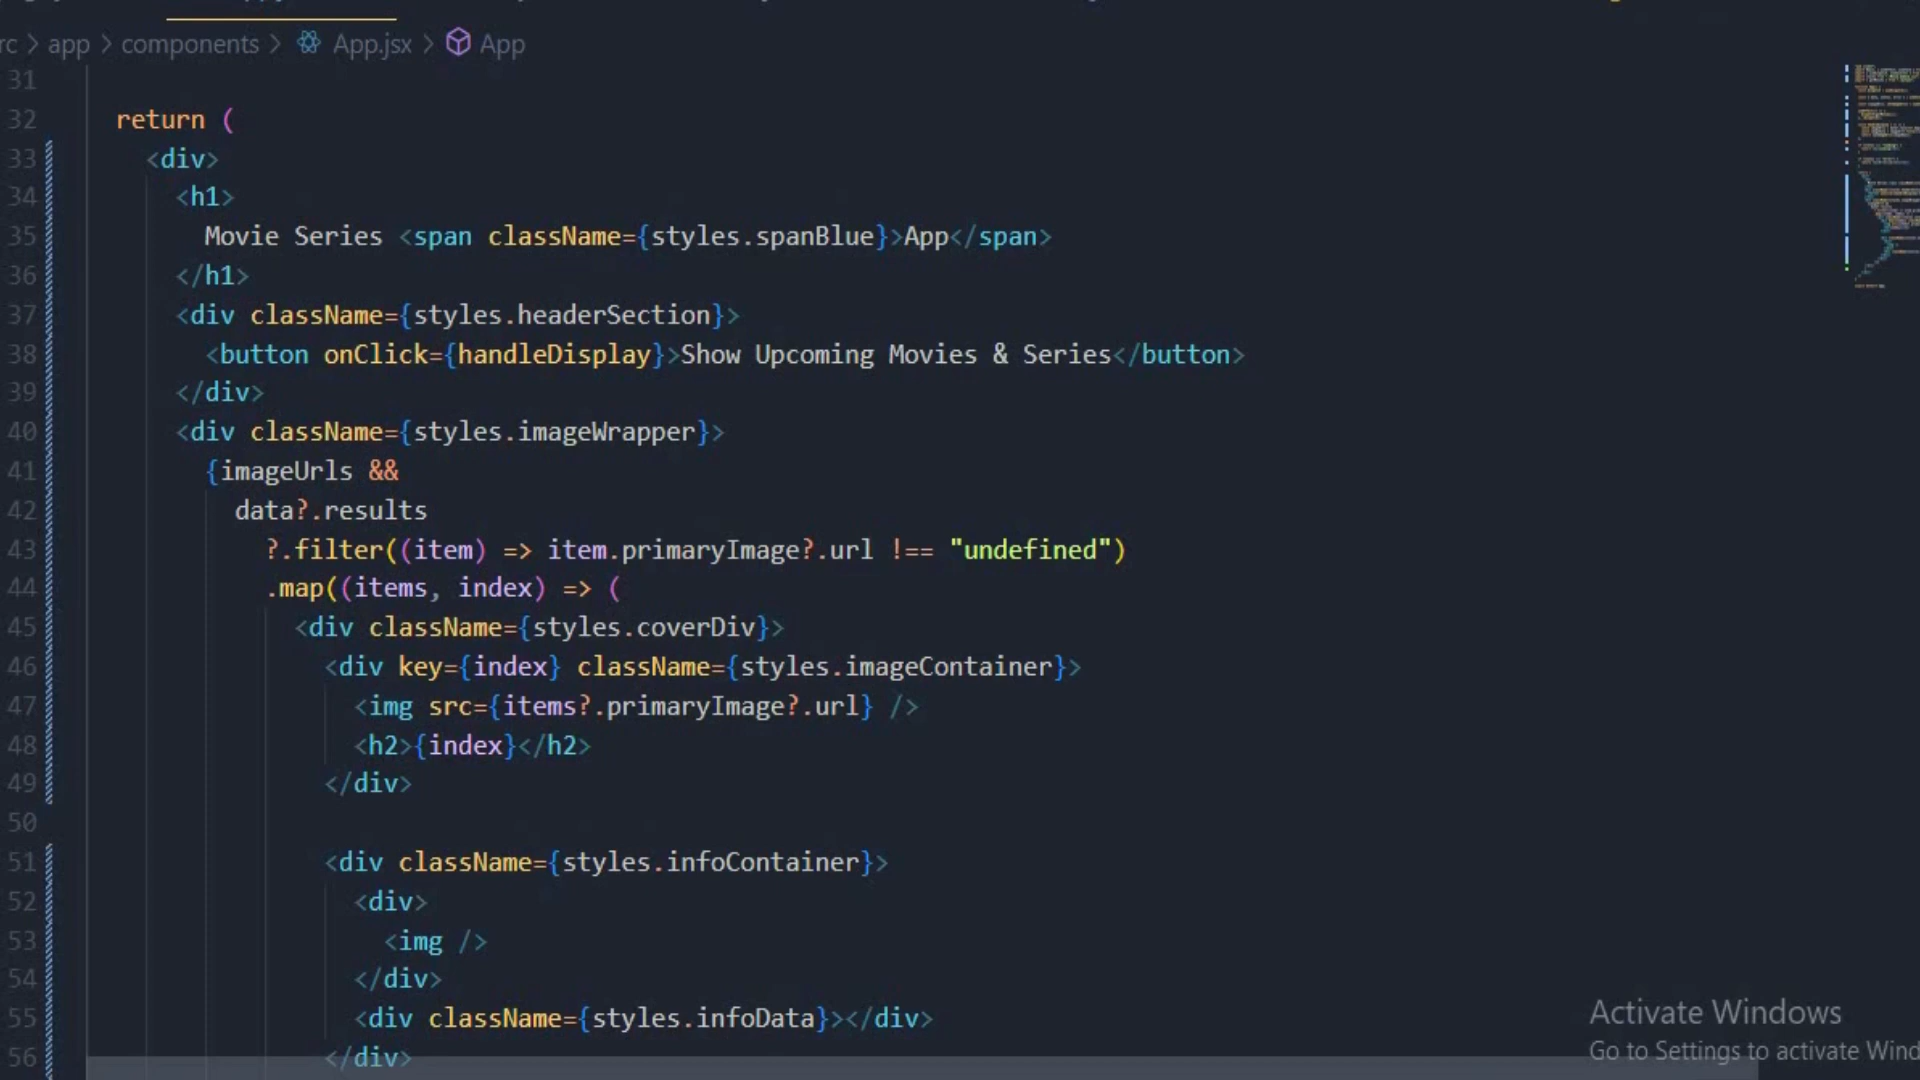 rc > app > components > App.jsx > App
31
32 return (
33 <div>
34 <h1>
35 Movie Series <span className={styles.spanBlue}>App</span>
36 </h1>
37 <div className={styles.headerSection}>
38 <button onClick={handleDisplay}>Show Upcoming Movies & Series</button>
39 </div>
40 <div className={styles.imageWrapper}>
41 {imageUrls &&
42 data?.results
43 ?.filter((item) => item.primaryImage?.url !== "undefined")
44 .map((items, index) => (
45 <div className={styles.coverDiv}>
46 <div key={index} className={styles.imageContainer}>
47 <img src={items?.primaryImage?.url} />
48 <h2>{index}</h2>
49 </div>
50
51 <div className={styles.infoContainer}>
52 <div>
53 <img />
54 </div>
55 <div className={styles.infoData}></div>
56 </div>
Activate Windows
Go to Settings to activate Wind